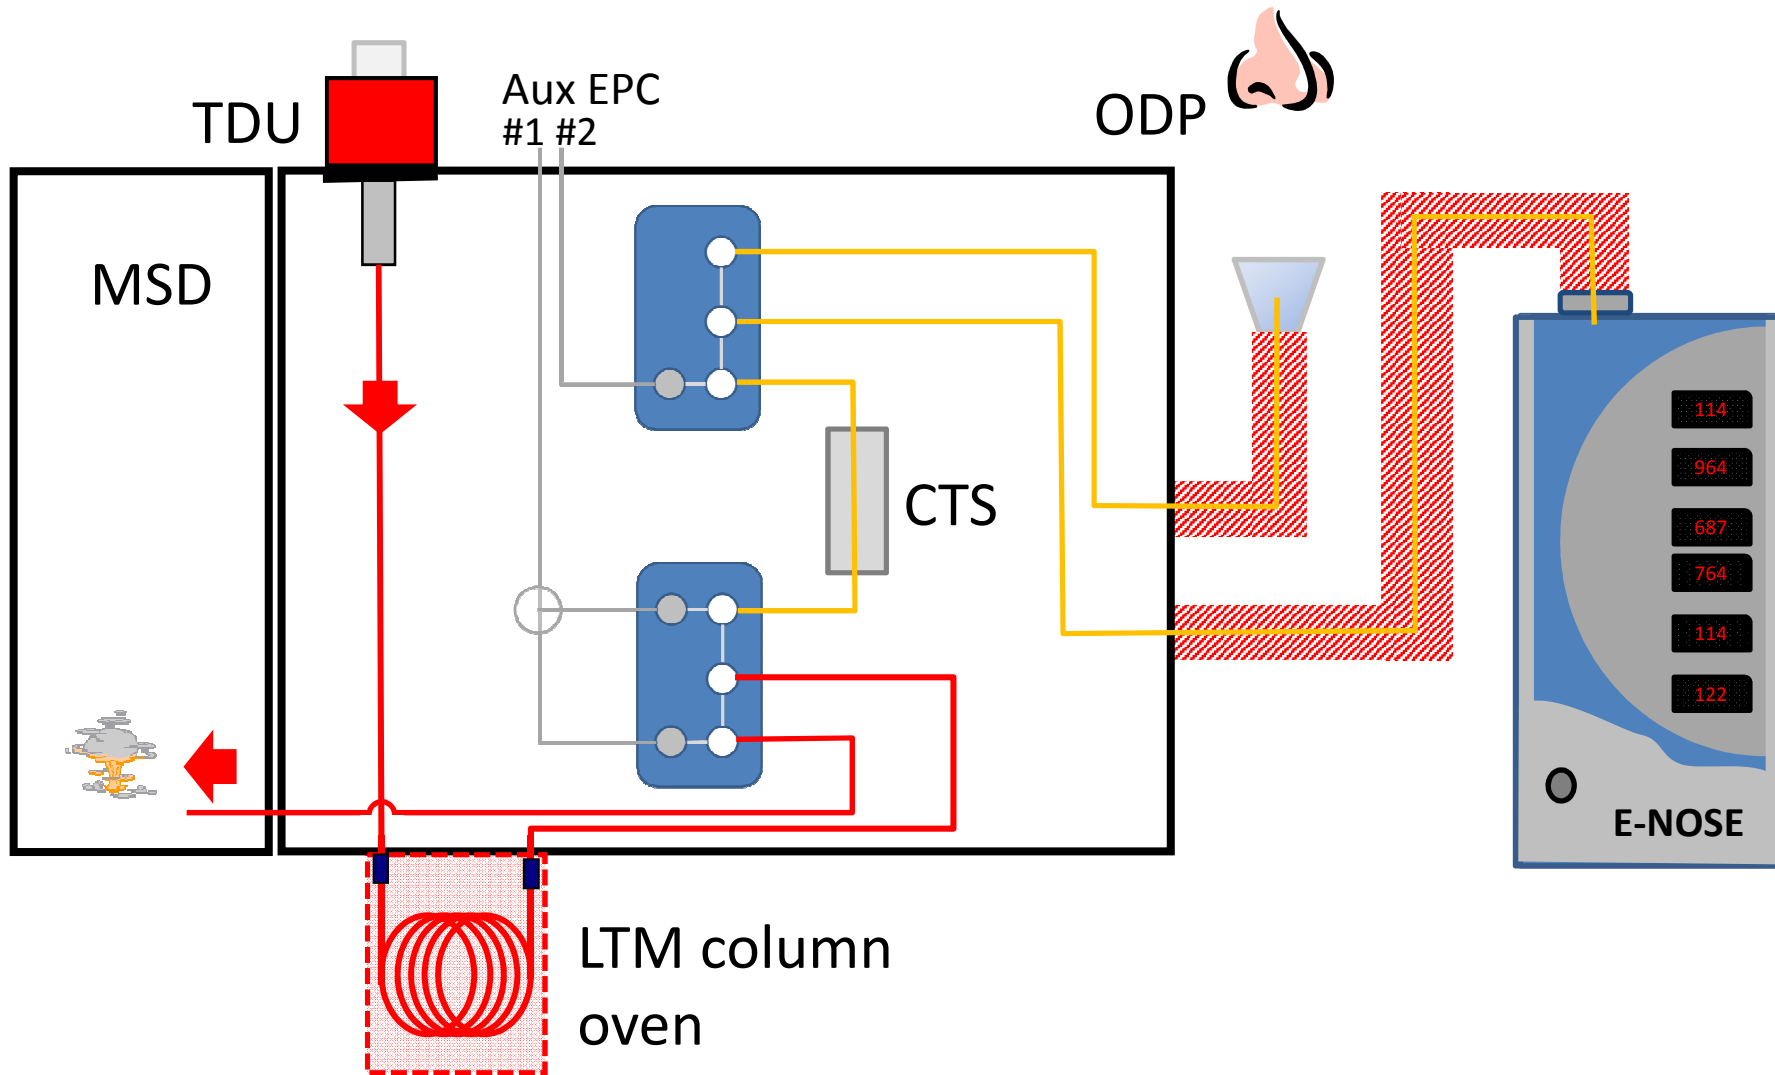 TDU
Aux EPC
#1 #2
ODP
MSD
CTS
114
964
687
764
114
122
E-NOSE
LTM column
oven